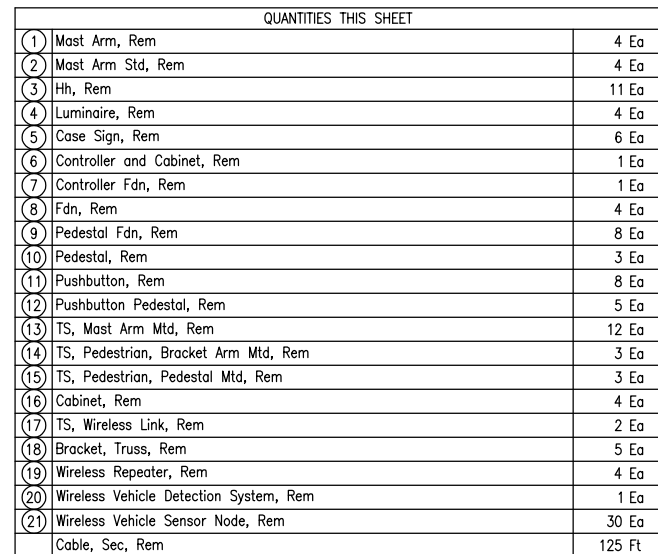 QUANTITIES THIS SHEET
1 Mast Arm, Rem 4 Ea
2 Mast Arm Std, Rem 4 Ea
3 Hh, Rem 11 Ea
4 Luminaire, Rem 4 Ea
5 Case Sign, Rem 6 Ea
6 Controller and Cabinet, Rem 1 Ea
7 Controller Fdn, Rem 1 Ea
8 Fdn, Rem 4 Ea
9 Pedestal Fdn, Rem 8 Ea
10 Pedestal, Rem 3 Ea
11 Pushbutton, Rem 8 Ea
12 Pushbutton Pedestal, Rem 5 Ea
13 TS, Mast Arm Mtd, Rem 12 Ea
14 TS, Pedestrian, Bracket Arm Mtd, Rem 3 Ea
15 TS, Pedestrian, Pedestal Mtd, Rem 3 Ea
16 Cabinet, Rem 4 Ea
17 TS, Wireless Link, Rem 2 Ea
18 Bracket, Truss, Rem 5 Ea
19 Wireless Repeater, Rem 4 Ea
20 Wireless Vehicle Detection System, Rem 1 Ea
21 Wireless Vehicle Sensor Node, Rem 30 Ea
Cable, Sec, Rem 125 Ft